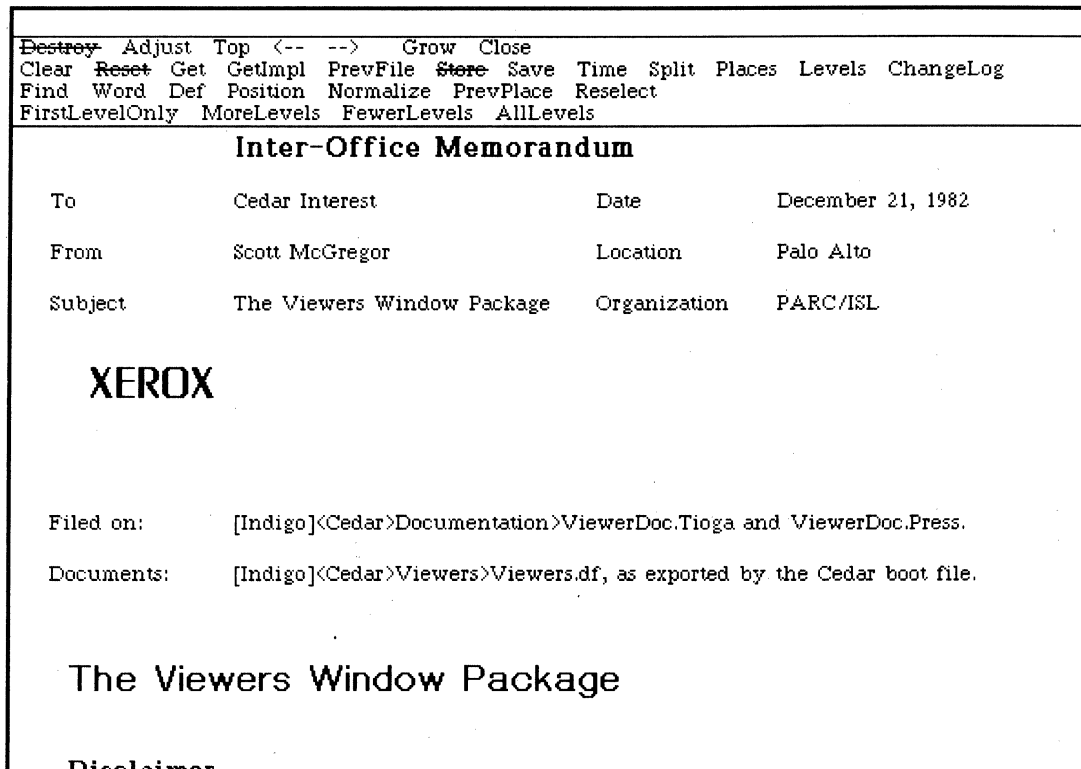 Destroy Adjust Top <-- --> Grow Close
Clear Reset Get GetImpl PrevFile Store Save Time Split Places Levels ChangeLog
Find Word Def Position Normalize PrevPlace Reselect
FirstLevelOnly MoreLevels FewerLevels AllLevels
Inter-Office Memorandum
To Cedar Interest Date December 21, 1982
From Scott McGregor Location Palo Alto
Subject The Viewers Window Package Organization PARC/ISL
XEROX
Filed on: [Indigo]<Cedar>Documentation>ViewerDoc.Tioga and ViewerDoc.Press.
Documents: [Indigo]<Cedar>Viewers>Viewers.df, as exported by the Cedar boot file.
The Viewers Window Package
Disclaimer